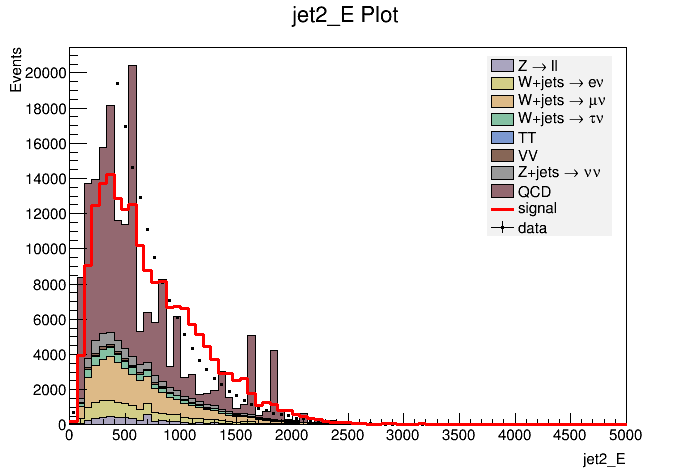 jet2_E Plot
Events
20000
18000
16000
14000
12000
10000
8000
6000
4000
2000
0
Z → ll
W+jets → eν
W+jets → μν
W+jets → τν
TT
VV
Z+jets → νν
QCD
signal
data
0 500 1000 1500 2000 2500 3000 3500 4000 4500 5000
jet2_E